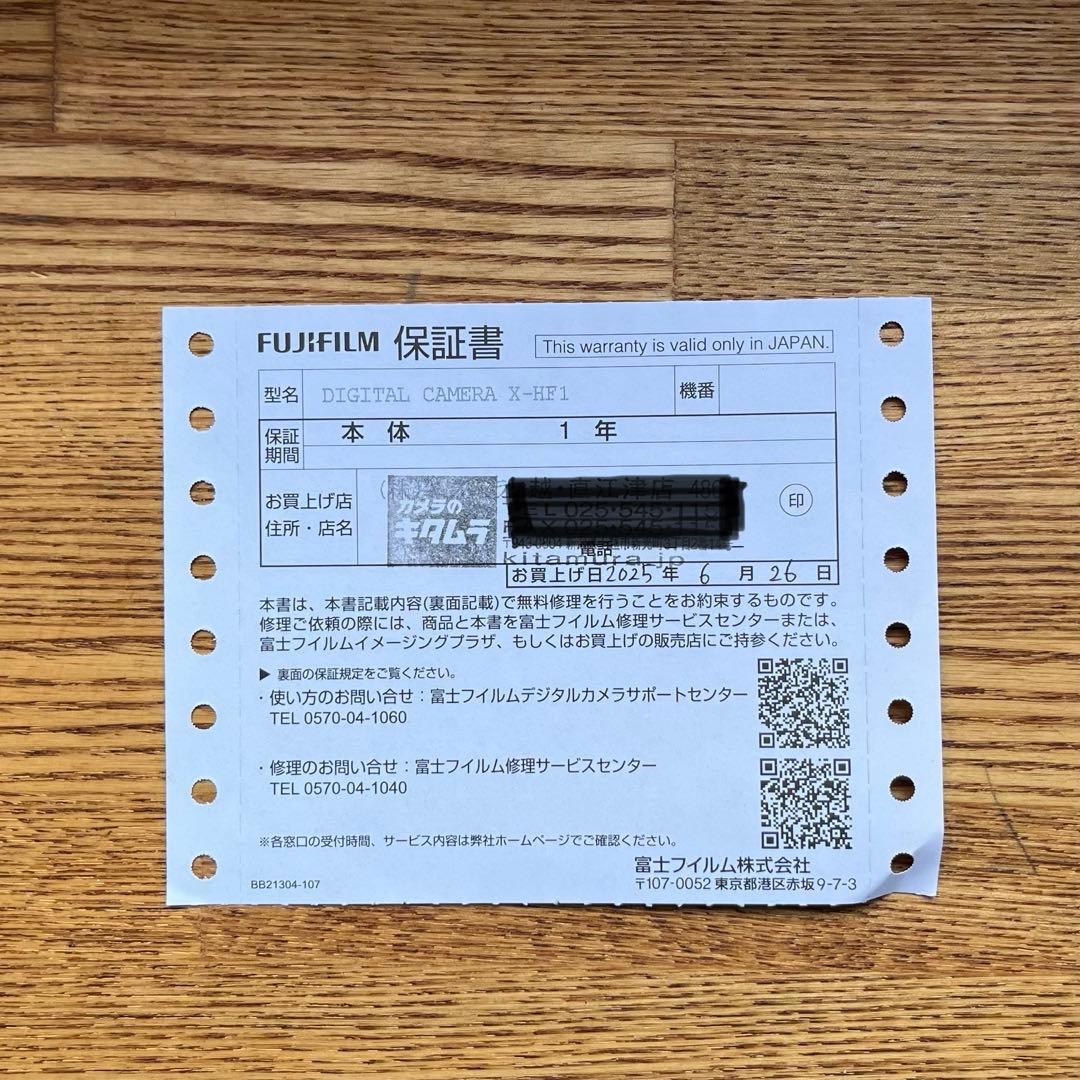 FUJIFILM 保証書 This warranty is valid only in JAPAN.
型名 DIGITAL CAMERA X-HF1 機番
保証期間 本体 1年
お買上げ店
住所・店名
カメラの
キタムラ
直江津店
TEL 025-545-115
FAX 025-545-11
印
電話
kitamura.jp
お買上げ日2025年 6 月 26 日
本書は、本書記載内容(裏面記載)で無料修理を行うことをお約束するものです。
修理ご依頼の際には、商品と本書を富士フイルム修理サービスセンターまたは、
富士フイルムイメージングプラザ、もしくはお買上げの販売店にご持参ください。
▶ 裏面の保証規定をご覧ください。
・使い方のお問い合せ：富士フイルムデジタルカメラサポートセンター
TEL 0570-04-1060
・修理のお問い合せ：富士フイルム修理サービスセンター
TEL 0570-04-1040
※各窓口の受付時間、サービス内容は弊社ホームページでご確認ください。
富士フイルム株式会社
BB21304-107
〒107-0052 東京都港区赤坂9-7-3